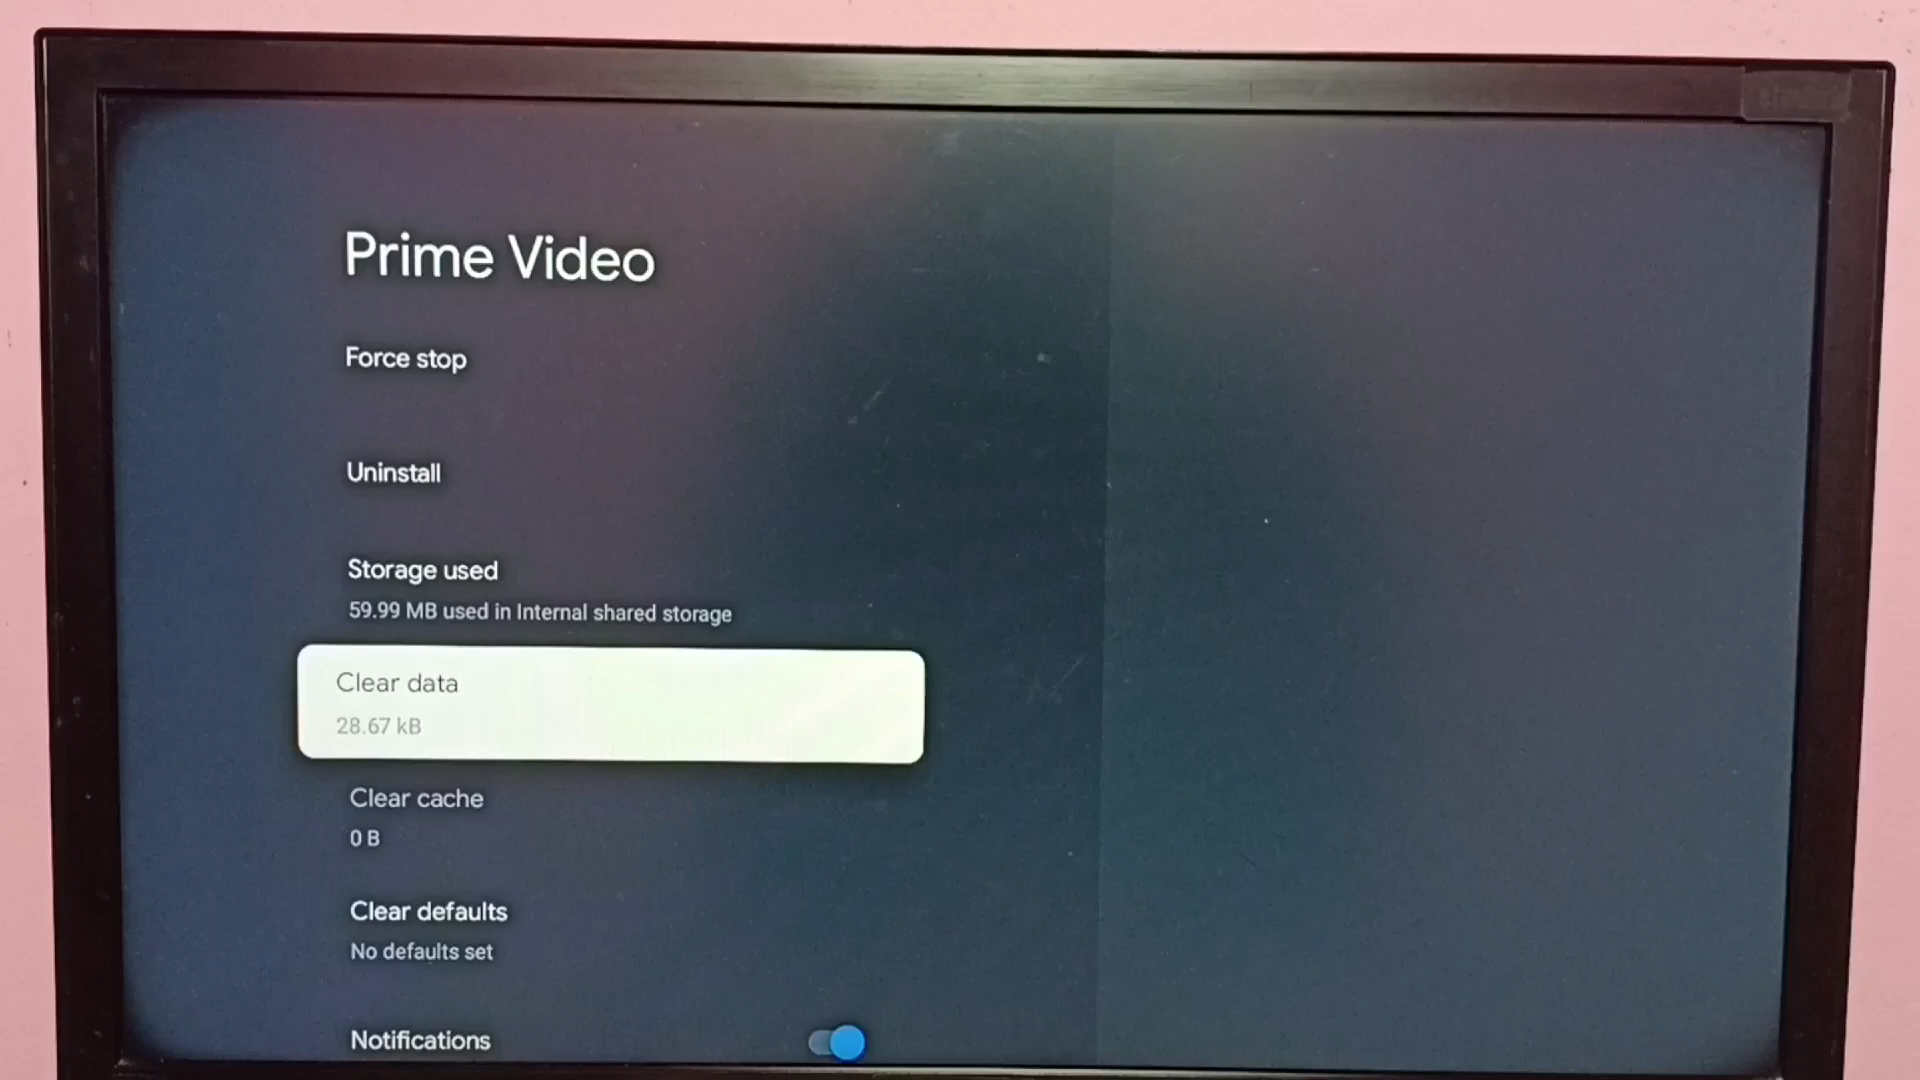 Prime Video
Force stop
Uninstall
Storage used
59.99 MB used in Internal shared storage
Clear data
28.67 kB
Clear cache
0 B
Clear defaults
No defaults set
Notifications